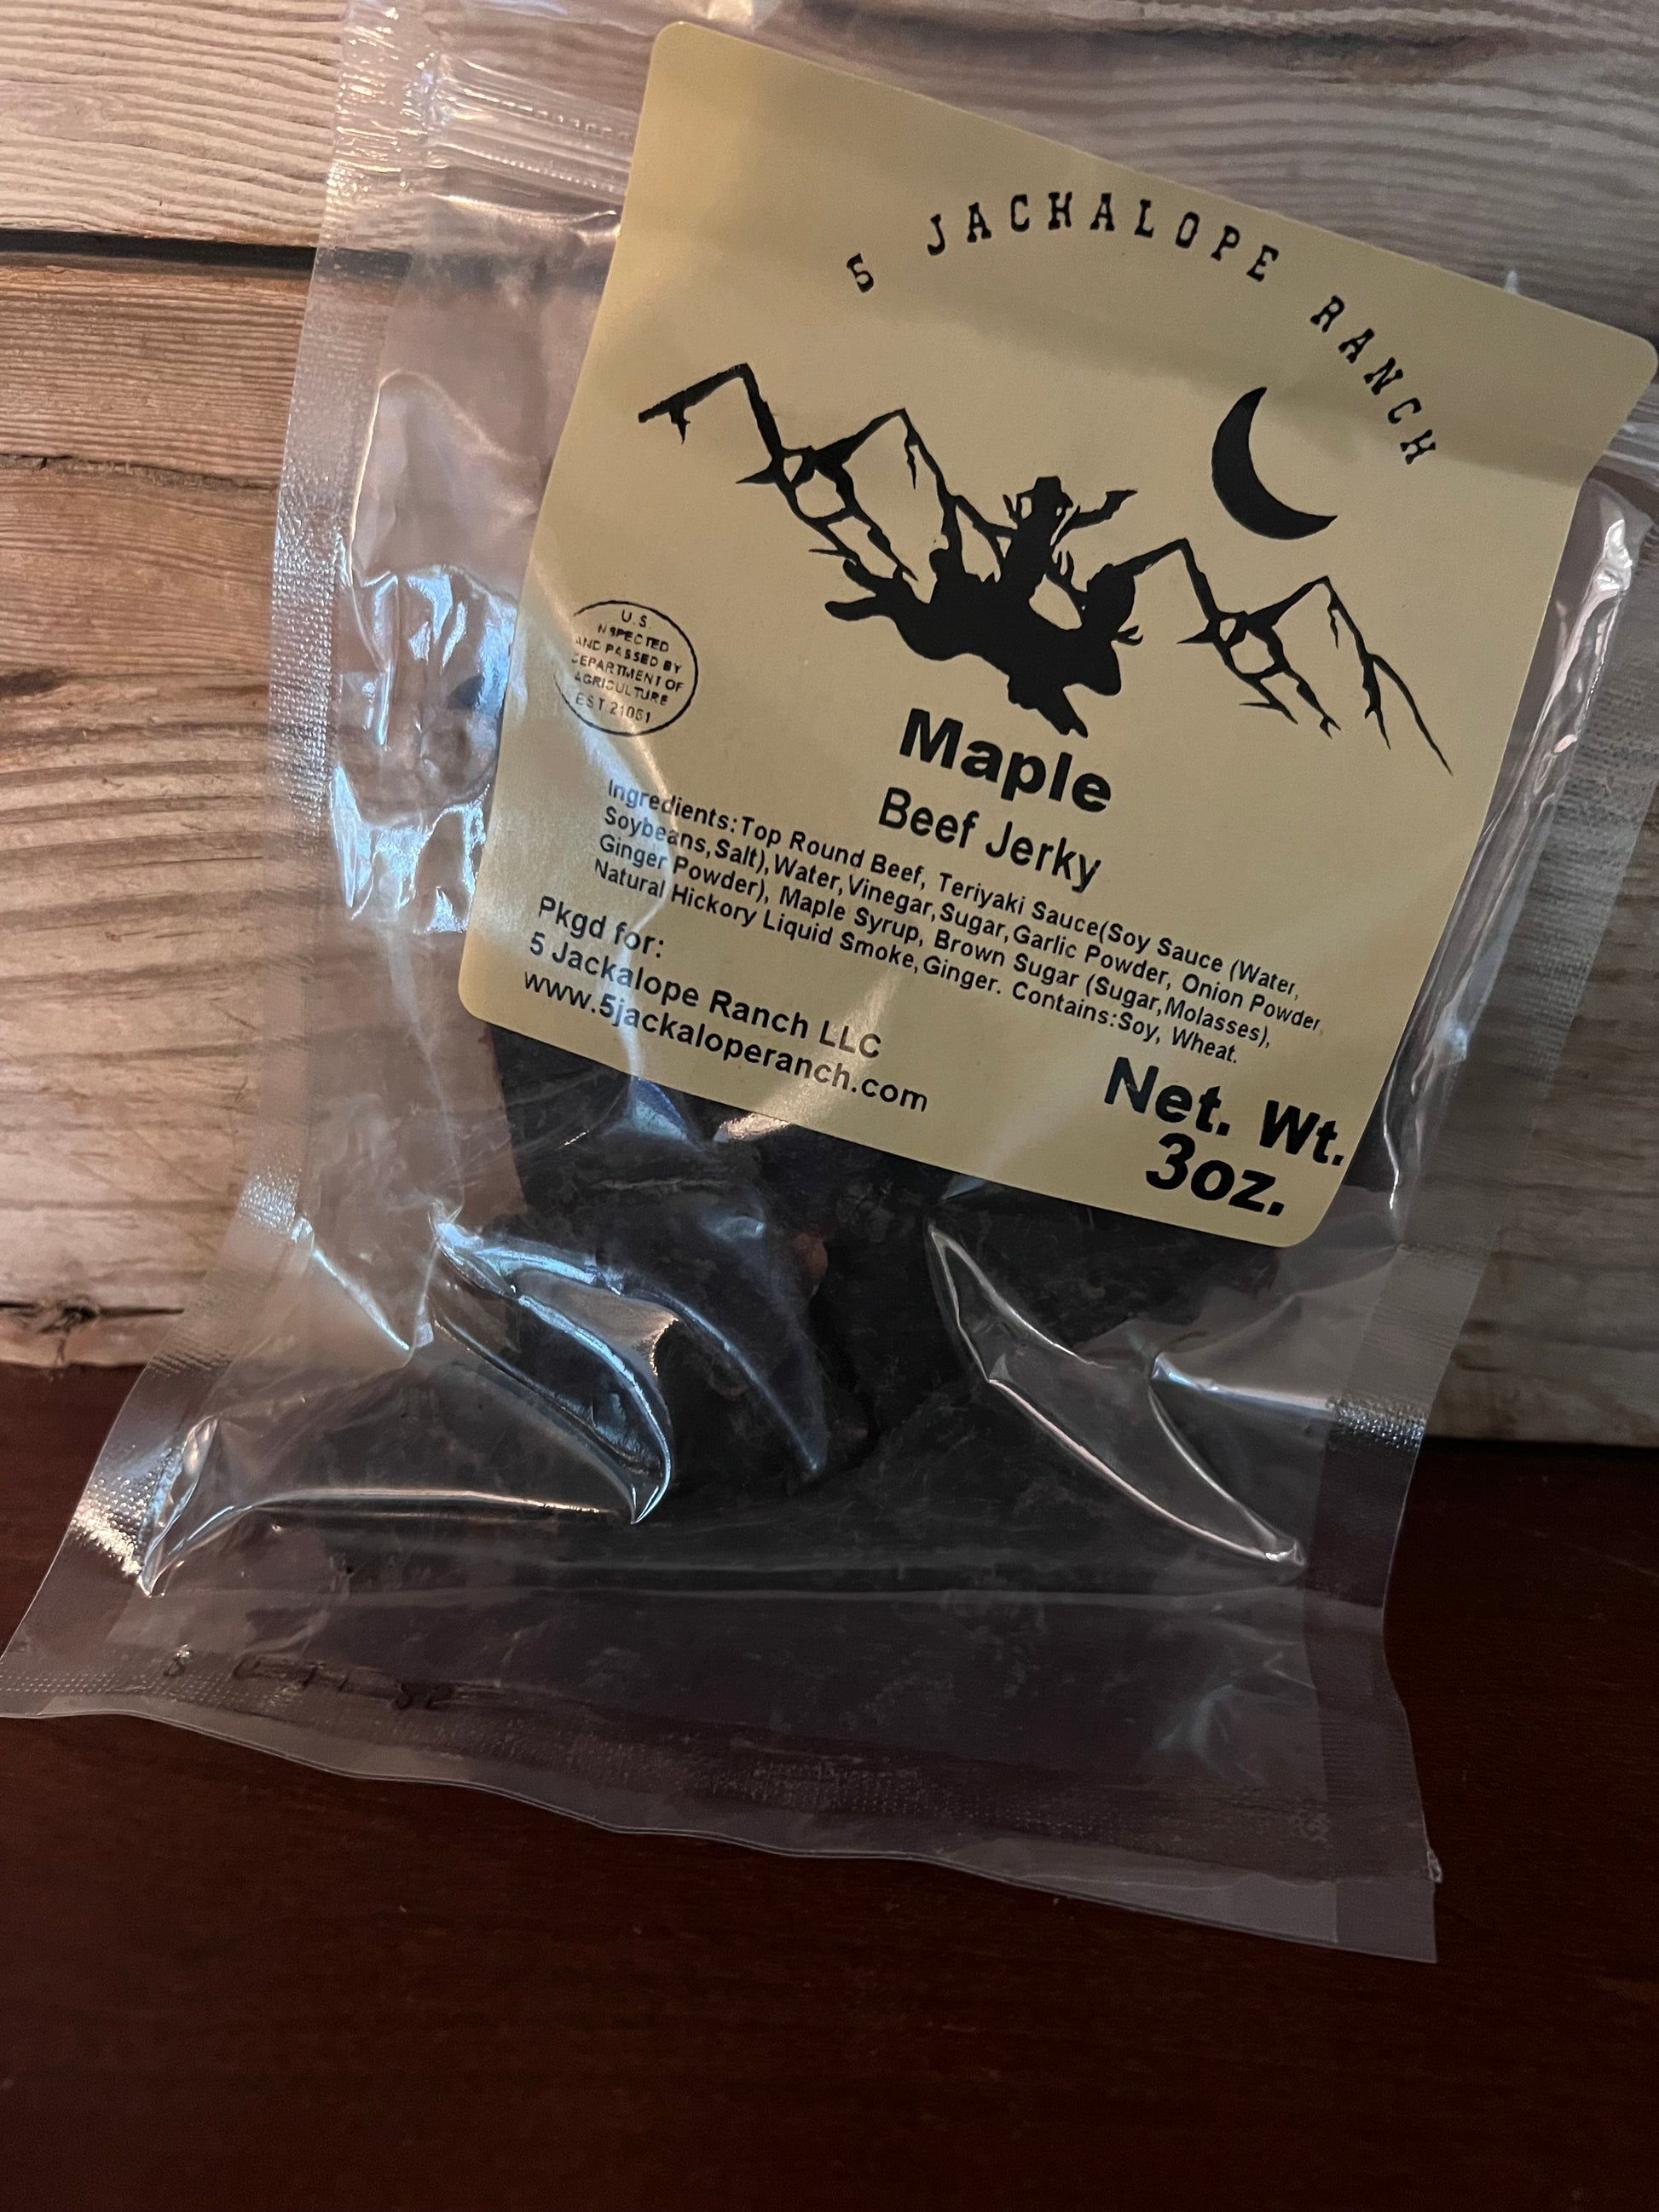 5 JACHALOPE RANCH
U.S.
INSPECTED
AND PASSED BY
DEPARTMENT OF
AGRICULTURE
EST 21051
Maple
Beef Jerky
Ingredients:Top Round Beef, Teriyaki Sauce(Soy Sauce (Water,
Soybeans,Salt),Water,Vinegar,Sugar,Garlic Powder, Onion Powder,
Ginger Powder), Maple Syrup, Brown Sugar (Sugar,Molasses),
Natural Hickory Liquid Smoke,Ginger. Contains:Soy, Wheat.
Pkgd for:
5 Jackalope Ranch LLC
www.5jackaloperanch.com
Net. Wt.
3oz.